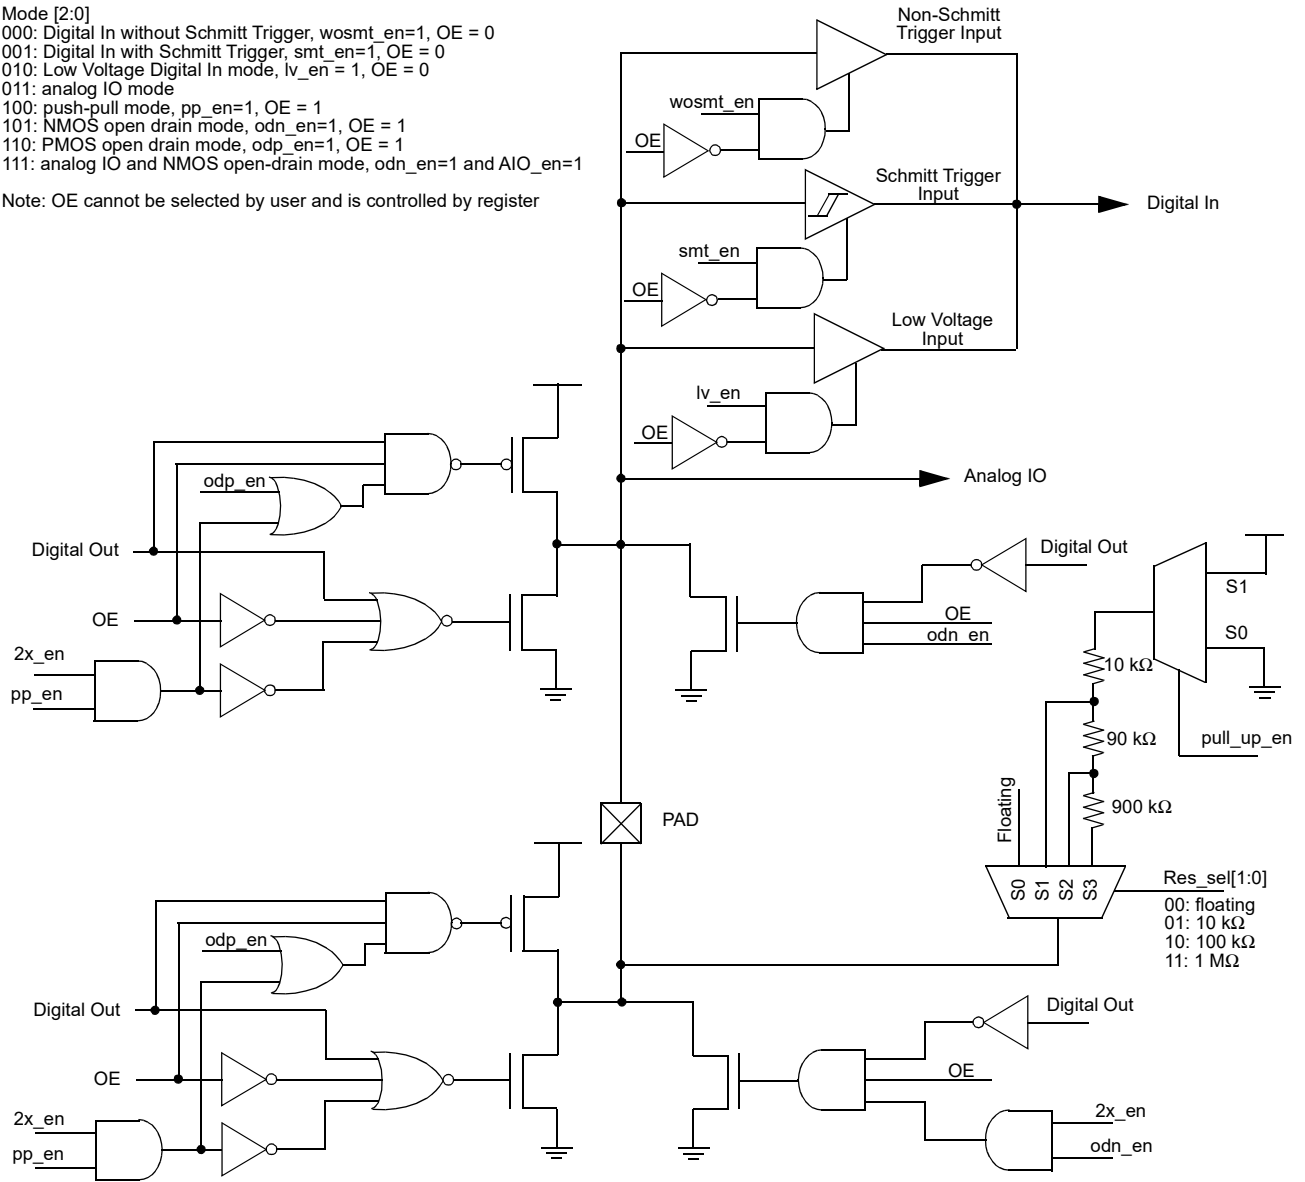 Mode [2:0]
000: Digital In without Schmitt Trigger, wosmt_en=1, OE = 0
001: Digital In with Schmitt Trigger, smt_en=1, OE = 0
010: Low Voltage Digital In mode, lv_en = 1, OE = 0
011: analog IO mode
100: push-pull mode, pp_en=1, OE = 1
101: NMOS open drain mode, odn_en=1, OE = 1
110: PMOS open drain mode, odp_en=1, OE = 1
111: analog IO and NMOS open-drain mode, odn_en=1 and AIO_en=1
Note: OE cannot be selected by user and is controlled by register
Non-Schmitt
Trigger Input
wosmt_en
OE
Schmitt Trigger
Input
Digital In
smt_en
OE
Low Voltage
Input
lv_en
OE
Analog IO
odp_en
Digital Out
OE
2x_en
pp_en
Digital Out
OE
odn_en
S1
S0
pull_up_en
10 kΩ
90 kΩ
900 kΩ
Floating
S0
S1
S2
S3
Res_sel[1:0]
00: floating
01: 10 kΩ
10: 100 kΩ
11: 1 MΩ
PAD
odp_en
Digital Out
OE
2x_en
pp_en
Digital Out
OE
2x_en
odn_en